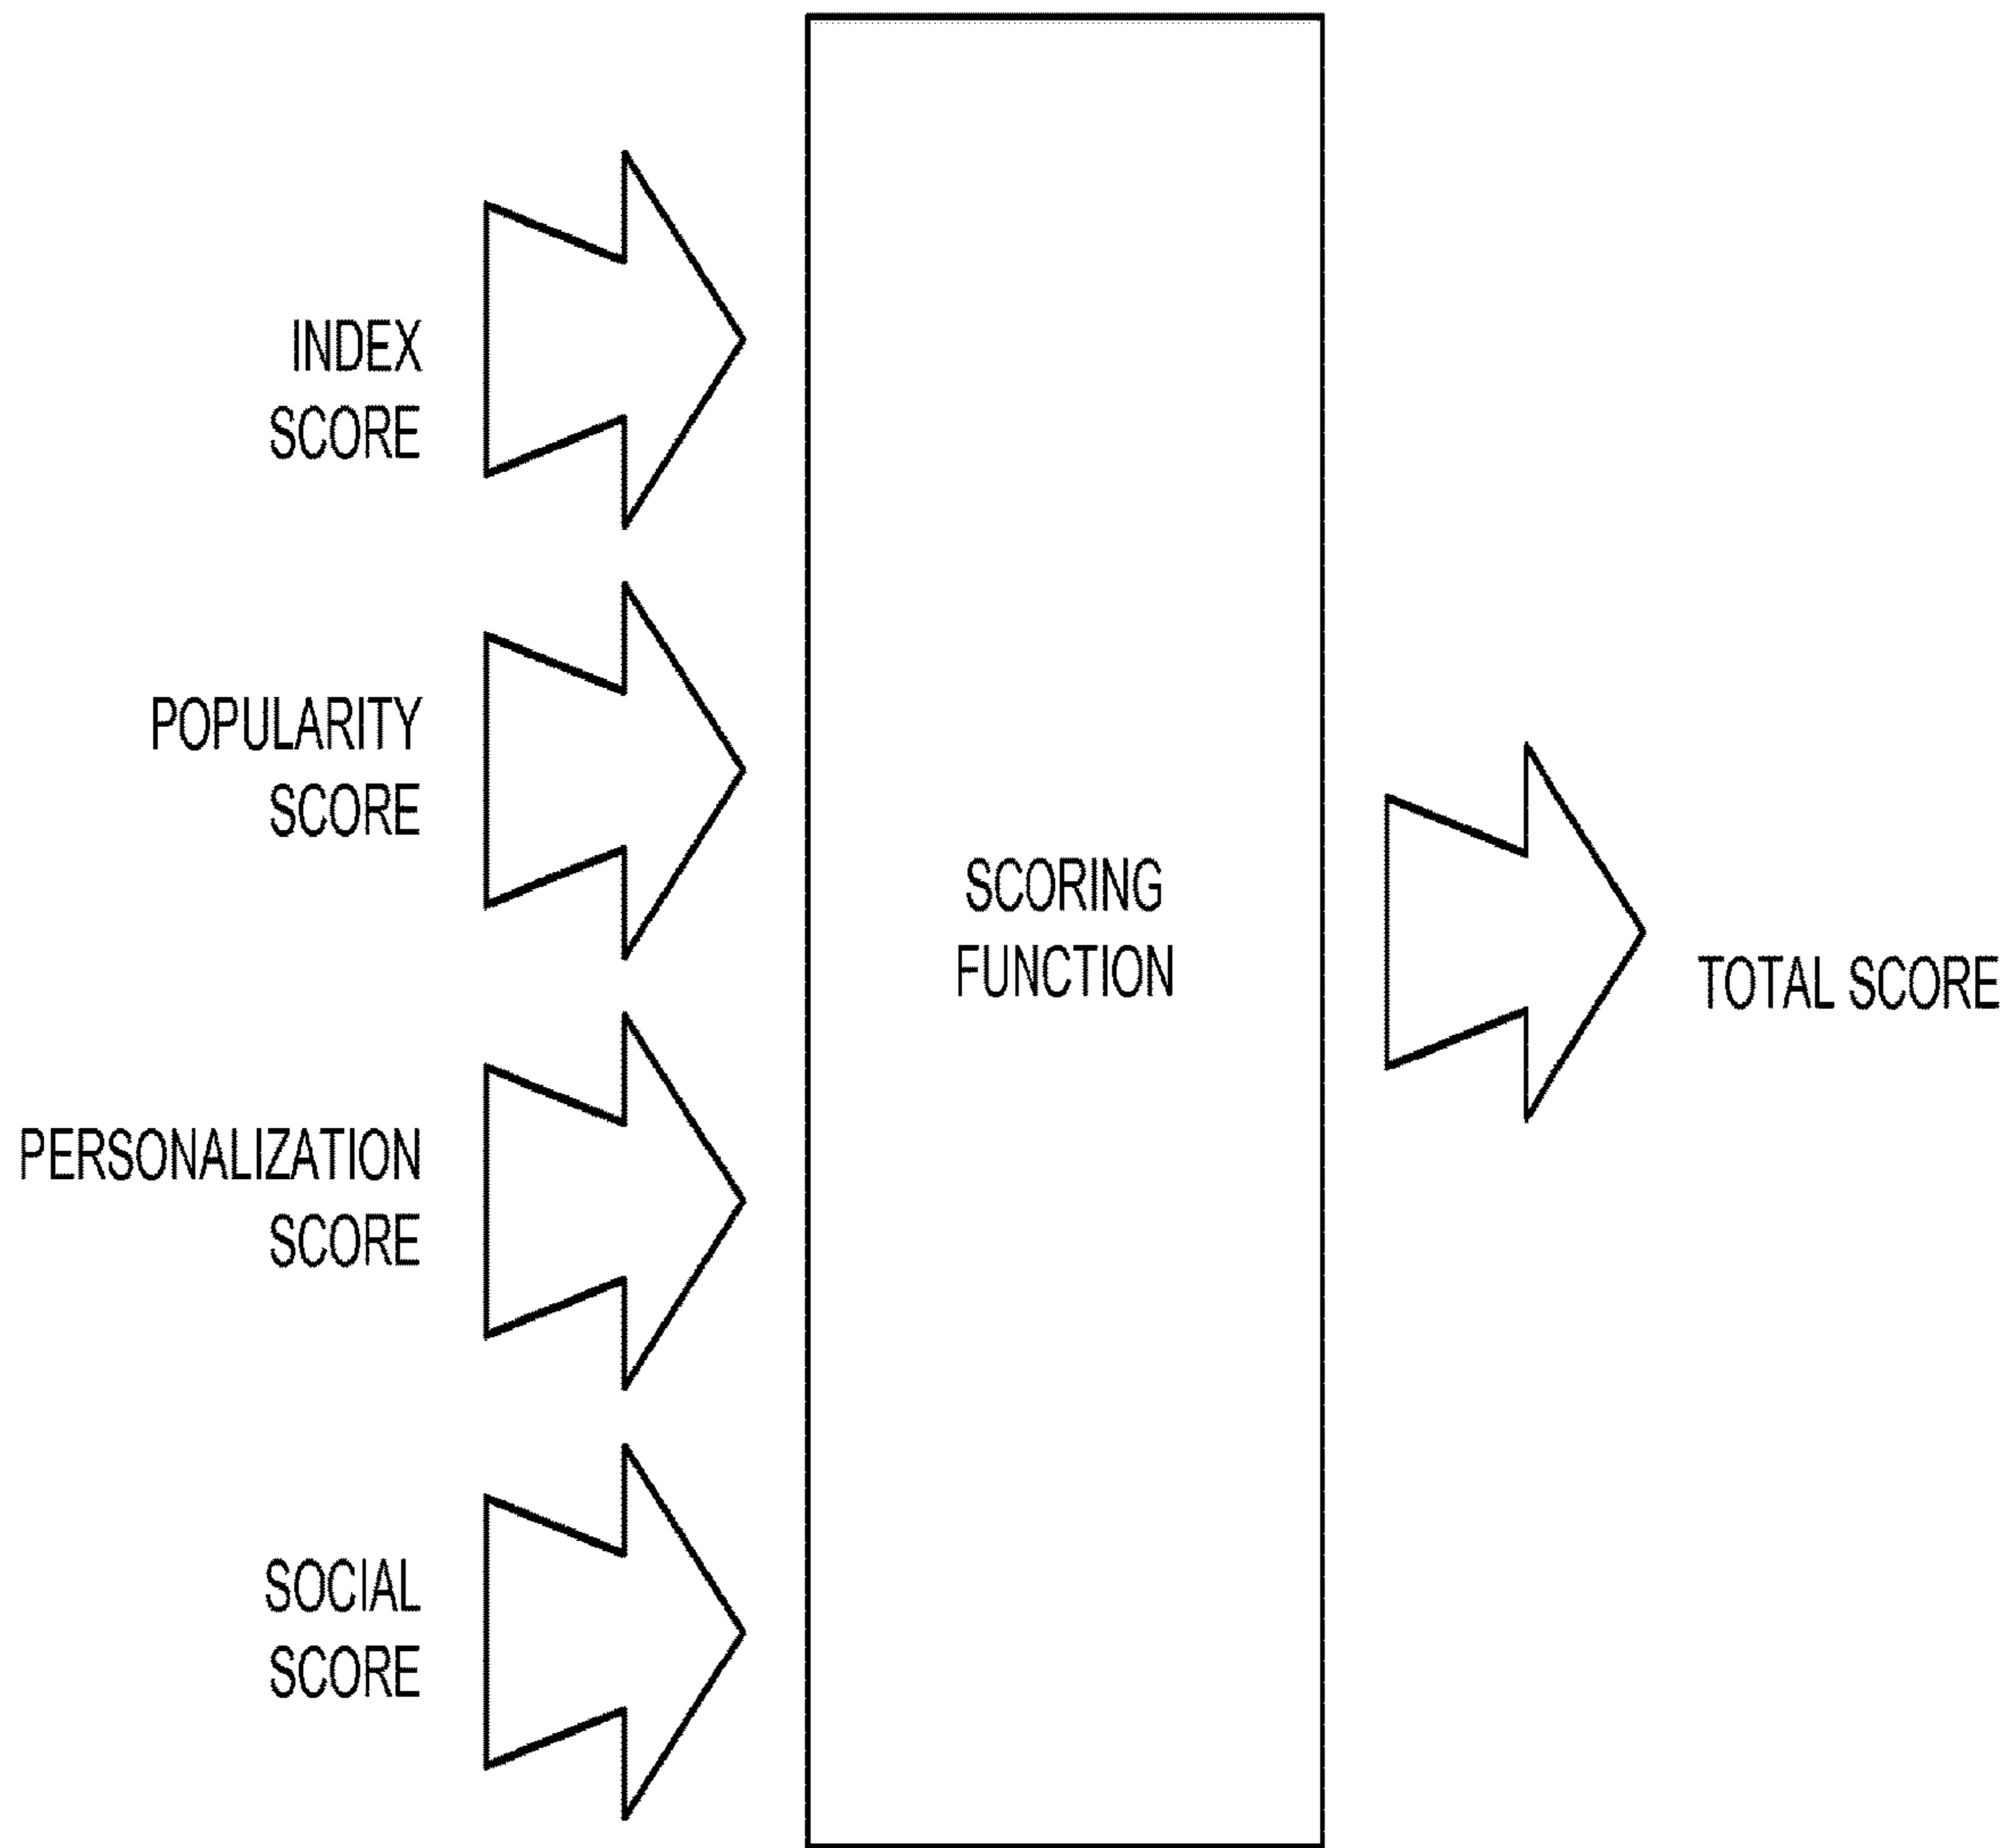 INDEX
SCORE
POPULARITY
SCORE
SCORING
FUNCTION
TOTAL SCORE
PERSONALIZATION
SCORE
SOCIAL
SCORE